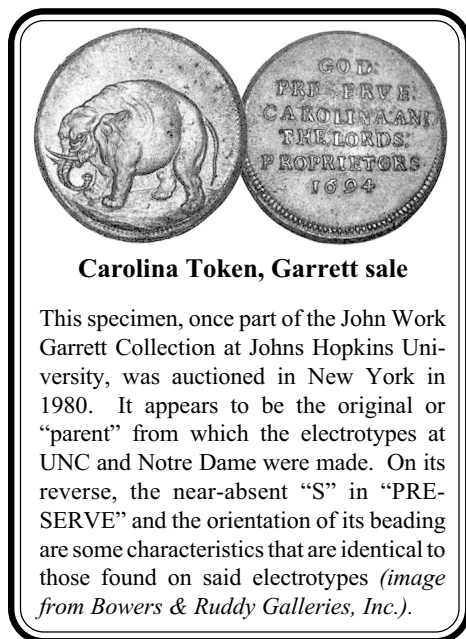 GOD:
PRESERVE:
CAROLINA:AND
THE:LORDS:
PROPRIETORS
1694
Carolina Token, Garrett sale
This specimen, once part of the John Work
Garrett Collection at Johns Hopkins Uni-
versity, was auctioned in New York in
1980. It appears to be the original or
“parent” from which the electrotypes at
UNC and Notre Dame were made. On its
reverse, the near-absent “S” in “PRE-
SERVE” and the orientation of its beading
are some characteristics that are identical to
those found on said electrotypes (image
from Bowers & Ruddy Galleries, Inc.).